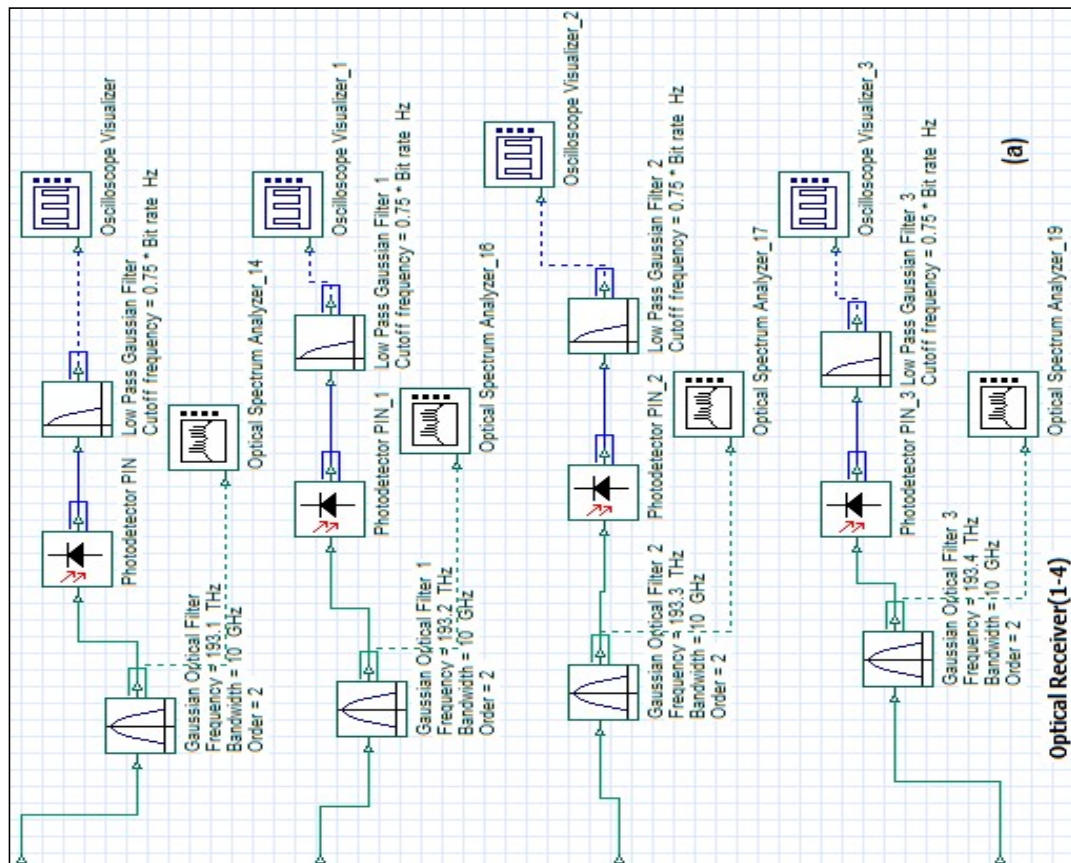 Gaussian Optical Filter
Frequency = 193.1 THz
Bandwidth = 10 GHz
Order = 2
Photodetector PIN
Low Pass Gaussian Filter
Cutoff frequency = 0.75 * Bit rate Hz
Optical Spectrum Analyzer_14
Oscilloscope Visualizer
Gaussian Optical Filter 1
Frequency = 193.2 THz
Bandwidth = 10 GHz
Order = 2
Photodetector PIN_1
Low Pass Gaussian Filter 1
Cutoff frequency = 0.75 * Bit rate Hz
Optical Spectrum Analyzer_16
Oscilloscope Visualizer_1
Gaussian Optical Filter 2
Frequency = 193.3 THz
Bandwidth = 10 GHz
Order = 2
Photodetector PIN_2
Low Pass Gaussian Filter 2
Cutoff frequency = 0.75 * Bit rate Hz
Optical Spectrum Analyzer_17
Oscilloscope Visualizer_2
Gaussian Optical Filter 3
Frequency = 193.4 THz
Bandwidth = 10 GHz
Order = 2
Photodetector PIN_3
Low Pass Gaussian Filter 3
Cutoff frequency = 0.75 * Bit rate Hz
Optical Spectrum Analyzer_19
Oscilloscope Visualizer_3
Optical Receiver(1-4)
(a)